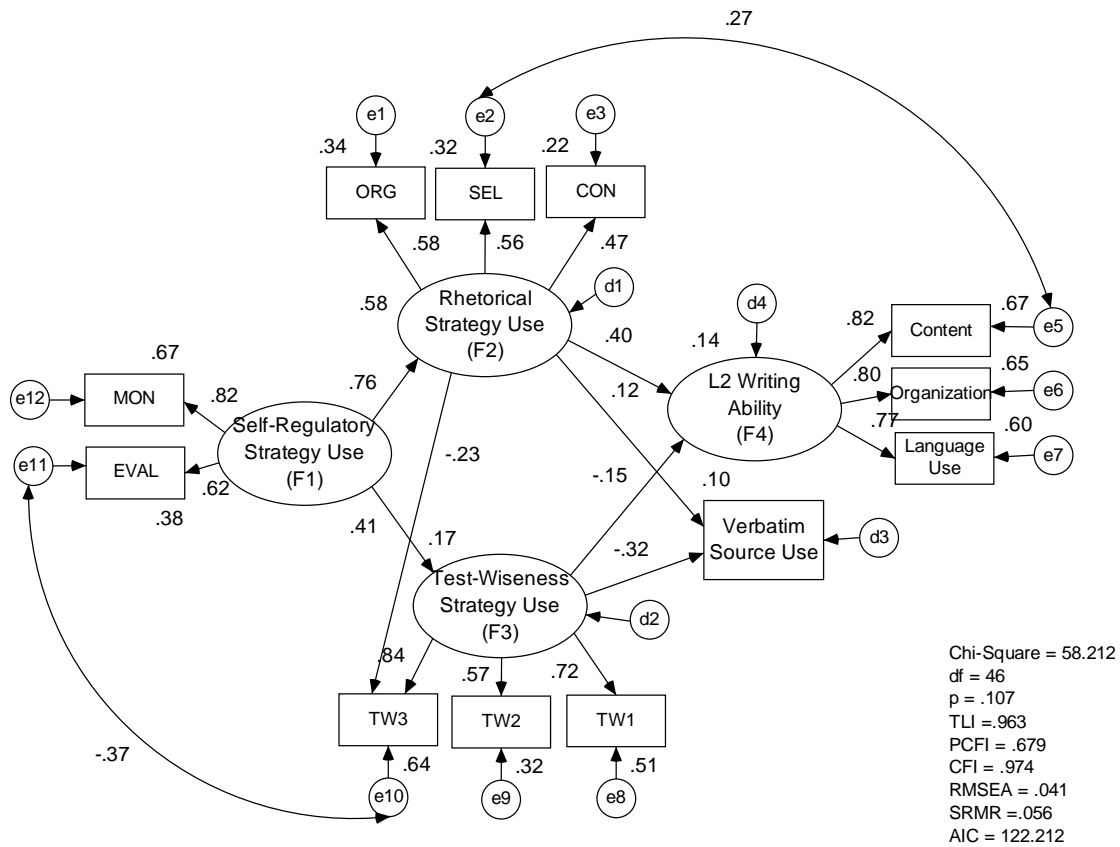 .27
e1
e2
e3
.34
.32
.22
ORG
SEL
CON
.58
.56
.47
.58
Rhetorical
Strategy Use
(F2)
d1
d4
.67
.82
Content
e5
.40
.14
.67
MON
e12
.82
.76
.12
L2 Writing
Ability
(F4)
.80
Organization
.65
e6
.77
Language
Use
.60
e7
Self-Regulatory
Strategy Use
(F1)
e11
EVAL
.62
.38
-.23
-.15
.10
.41
.17
Verbatim
Source Use
d3
-.32
Test-Wiseness
Strategy Use
(F3)
d2
.84
.57
.72
TW3
TW2
TW1
-.37
.64
.32
.51
e10
e9
e8
Chi-Square = 58.212
df = 46
p = .107
TLI =.963
PCFI = .679
CFI = .974
RMSEA = .041
SRMR =.056
AIC = 122.212